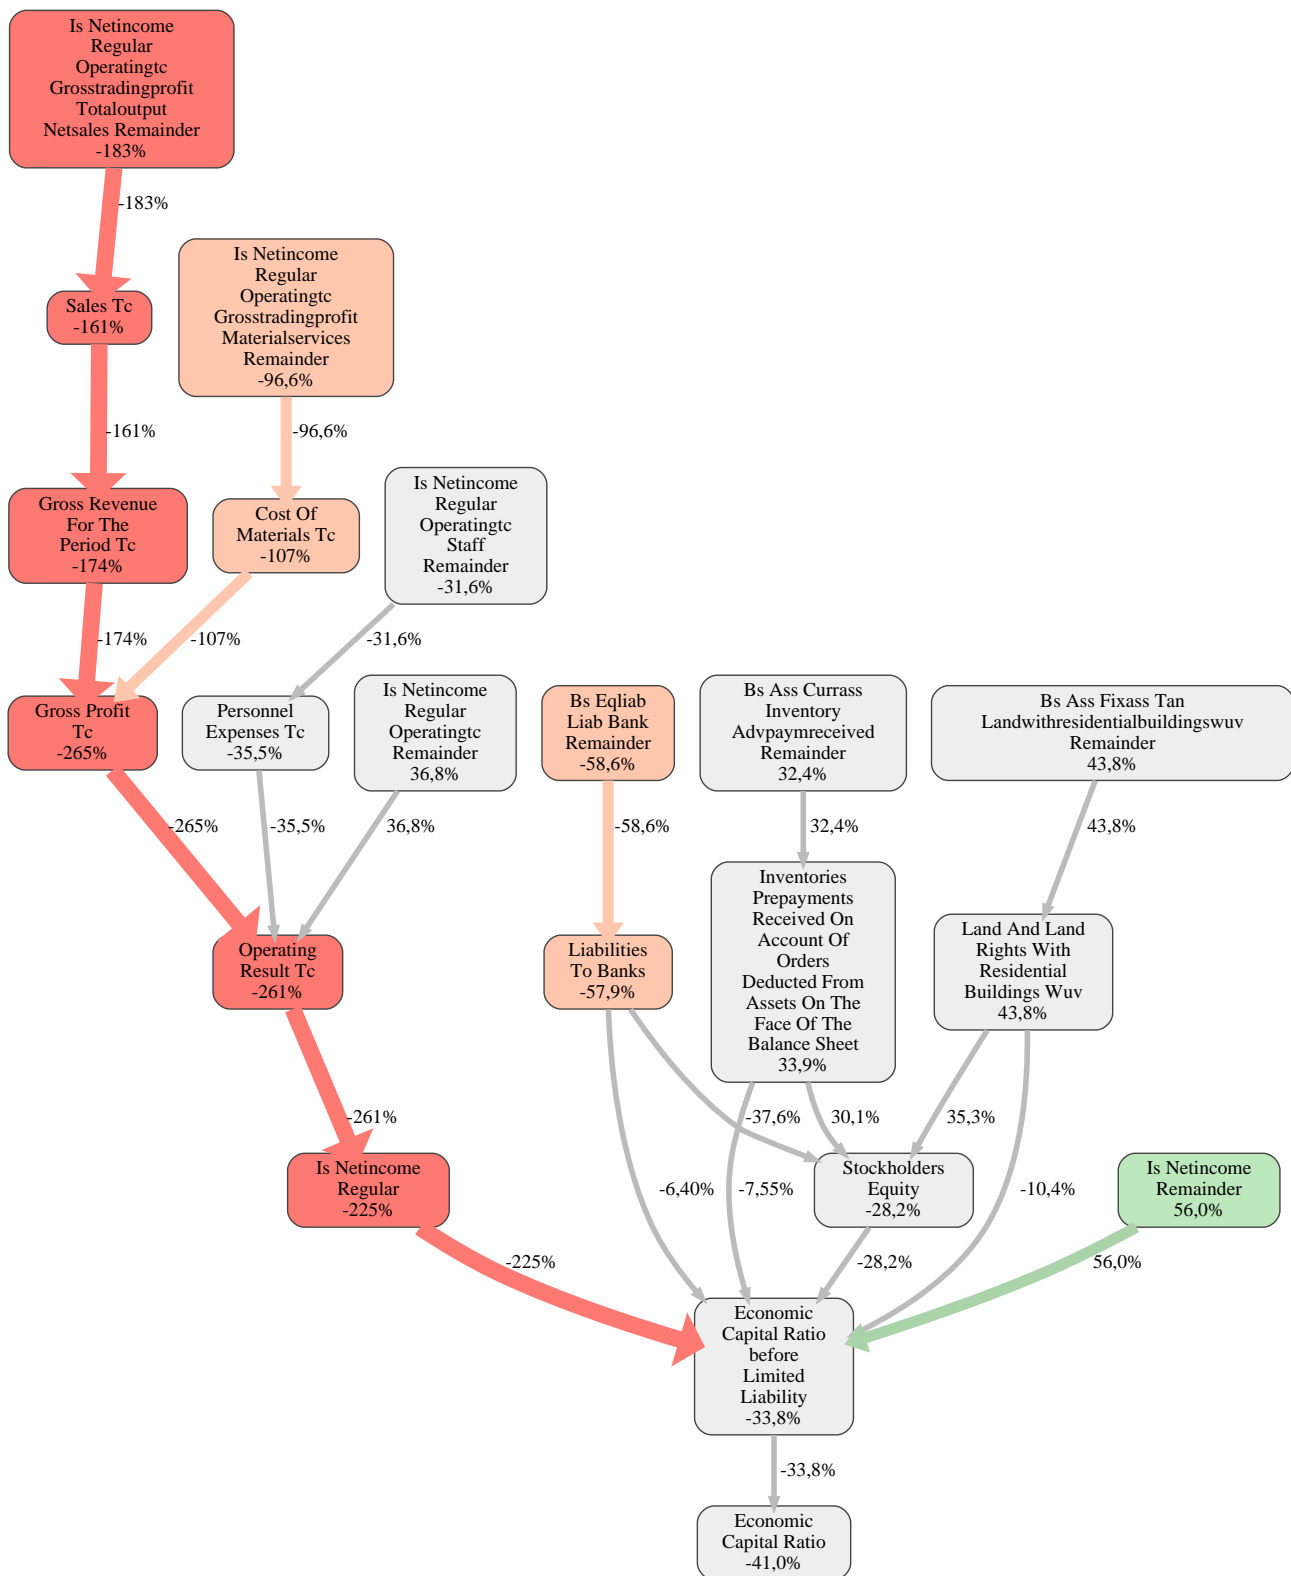 Is Netincome
Regular
Operatingtc
Grosstradingprofit
Totaloutput
Netsales Remainder
-183%
-183%
Sales Tc
-161%
Is Netincome
Regular
Operatingtc
Grosstradingprofit
Materialservices
Remainder
-96,6%
-161%
-96,6%
Gross Revenue
For The
Period Tc
-174%
Cost Of
Materials Tc
-107%
Is Netincome
Regular
Operatingtc
Staff
Remainder
-31,6%
-174%
-107%
-31,6%
Gross Profit
Tc
-265%
Personnel
Expenses Tc
-35,5%
Is Netincome
Regular
Operatingtc
Remainder
36,8%
Bs Eqliab
Liab Bank
Remainder
-58,6%
Bs Ass Currass
Inventory
Advpaymreceived
Remainder
32,4%
Bs Ass Fixass Tan
Landwithresidentialbuildingswuv
Remainder
43,8%
-265%
-35,5%
36,8%
-58,6%
32,4%
43,8%
Operating
Result Tc
-261%
Liabilities
To Banks
-57,9%
Inventories
Prepayments
Received On
Account Of
Orders
Deducted From
Assets On The
Face Of The
Balance Sheet
33,9%
Land And Land
Rights With
Residential
Buildings Wuv
43,8%
-261%
-37,6%
30,1%
35,3%
Is Netincome
Regular
-225%
-6,40%
-7,55%
Stockholders
Equity
-28,2%
-10,4%
Is Netincome
Remainder
56,0%
-225%
-28,2%
56,0%
Economic
Capital Ratio
before
Limited
Liability
-33,8%
-33,8%
Economic
Capital Ratio
-41,0%